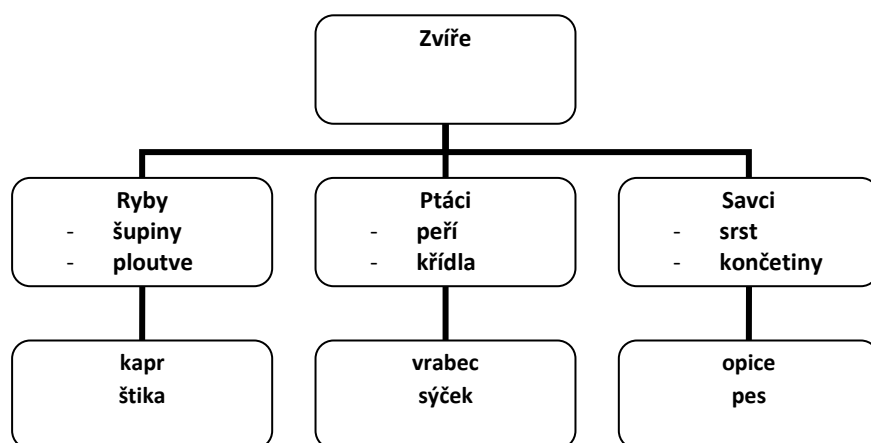 Zvíře
Ryby
- šupiny
- ploutve
Ptáci
- peří
- křídla
Savci
- srst
- končetiny
kapr
štika
vrabec
sýček
opice
pes